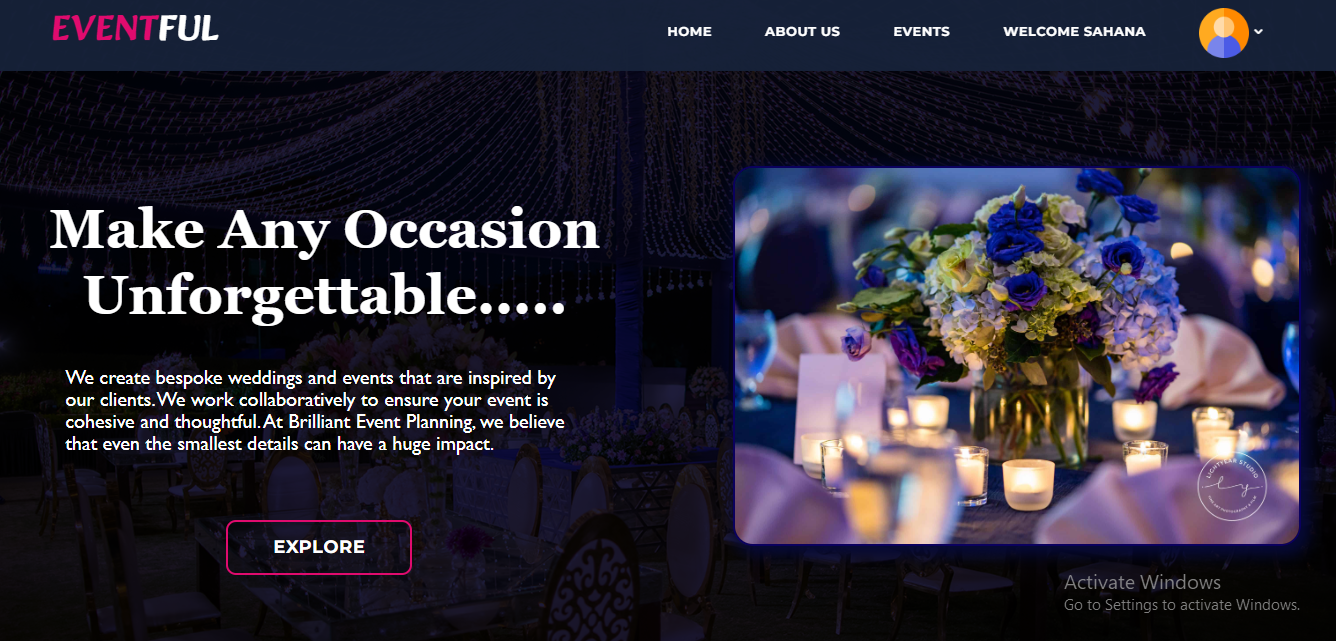 EVENTFUL
HOME ABOUT US EVENTS WELCOME SAHANA
Make Any Occasion
Unforgettable.....
We create bespoke weddings and events that are inspired by
our clients.We work collaboratively to ensure your event is
cohesive and thoughtful. At Brilliant Event Planning, we believe
that even the smallest details can have a huge impact.
EXPLORE
LIGHTYEAR STUDIO
ly
Activate Windows
Go to Settings to activate Windows.